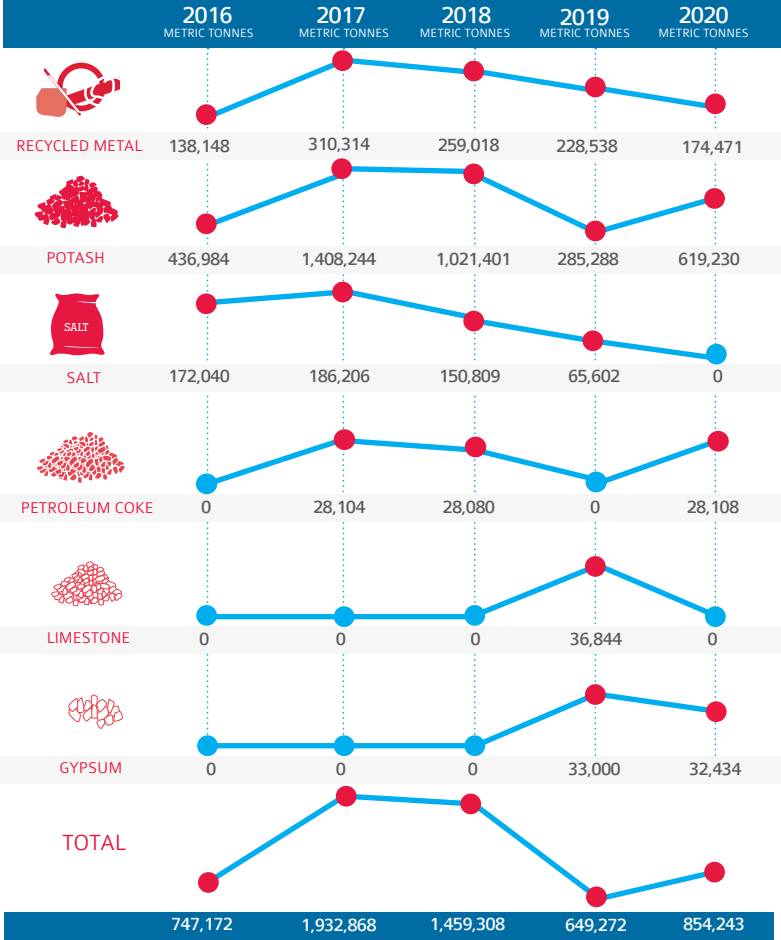 2016 2017 2018 2019 2020
METRIC TONNES METRIC TONNES METRIC TONNES METRIC TONNES METRIC TONNES
RECYCLED METAL 138,148 310,314 259,018 228,538 174,471
POTASH 436,984 1,408,244 1,021,401 285,288 619,230
SALT
SALT 172,040 186,206 150,809 65,602 0
PETROLEUM COKE 0 28,104 28,080 0 28,108
LIMESTONE 0 0 0 36,844 0
GYPSUM 0 0 0 33,000 32,434
TOTAL
747,172 1,932,868 1,459,308 649,272 854,243